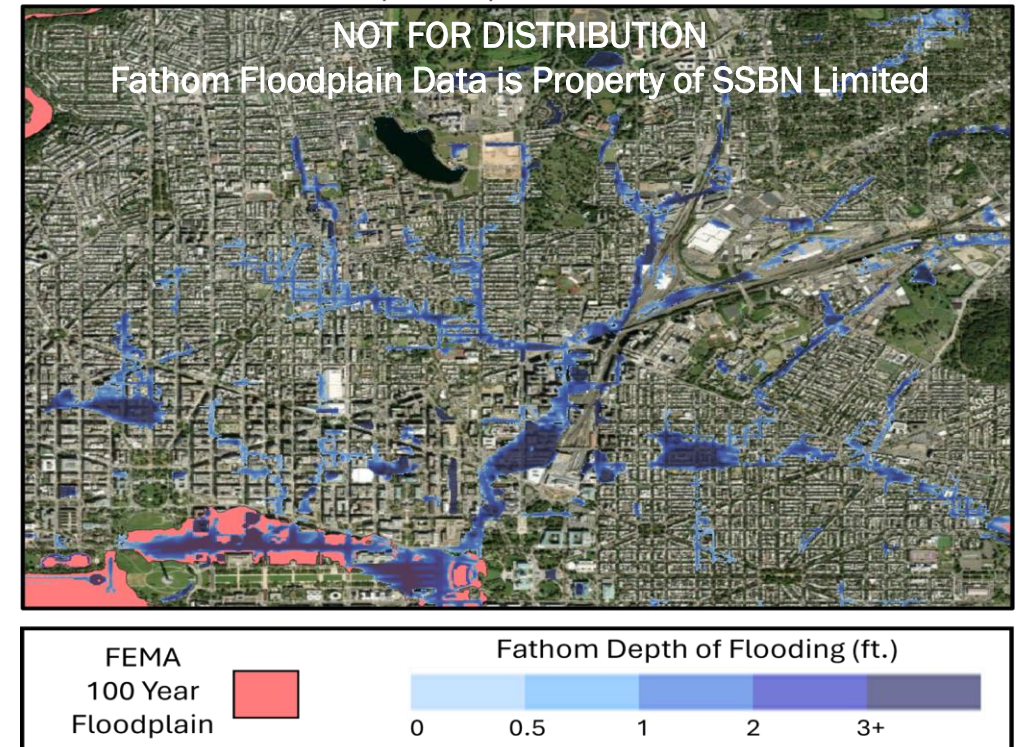 NOT FOR DISTRIBUTION
Fathom Floodplain Data is Property of SSBN Limited
FEMA
100 Year
Floodplain
Fathom Depth of Flooding (ft.)
0 0.5 1 2 3+